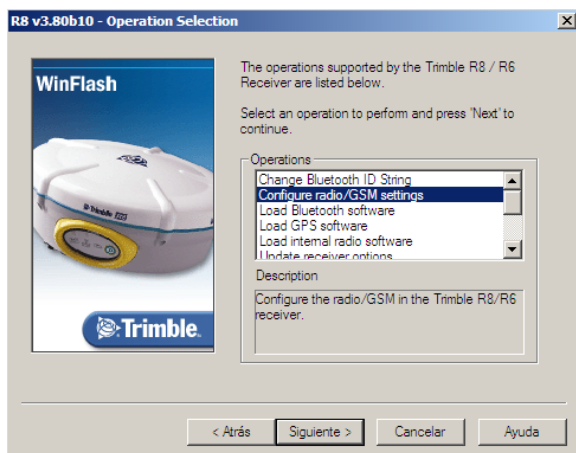 R8 v3.80b10 - Operation Selection
WinFlash
Trimble.
The operations supported by the Trimble R8 / R6
Receiver are listed below.
Select an operation to perform and press 'Next' to
continue.
Operations
Change Bluetooth ID String
Configure radio/GSM settings
Load Bluetooth software
Load GPS software
Load internal radio software
Update receiver options
Description
Configure the radio/GSM in the Trimble R8/R6
receiver.
< Atrás
Siguiente >
Cancelar
Ayuda